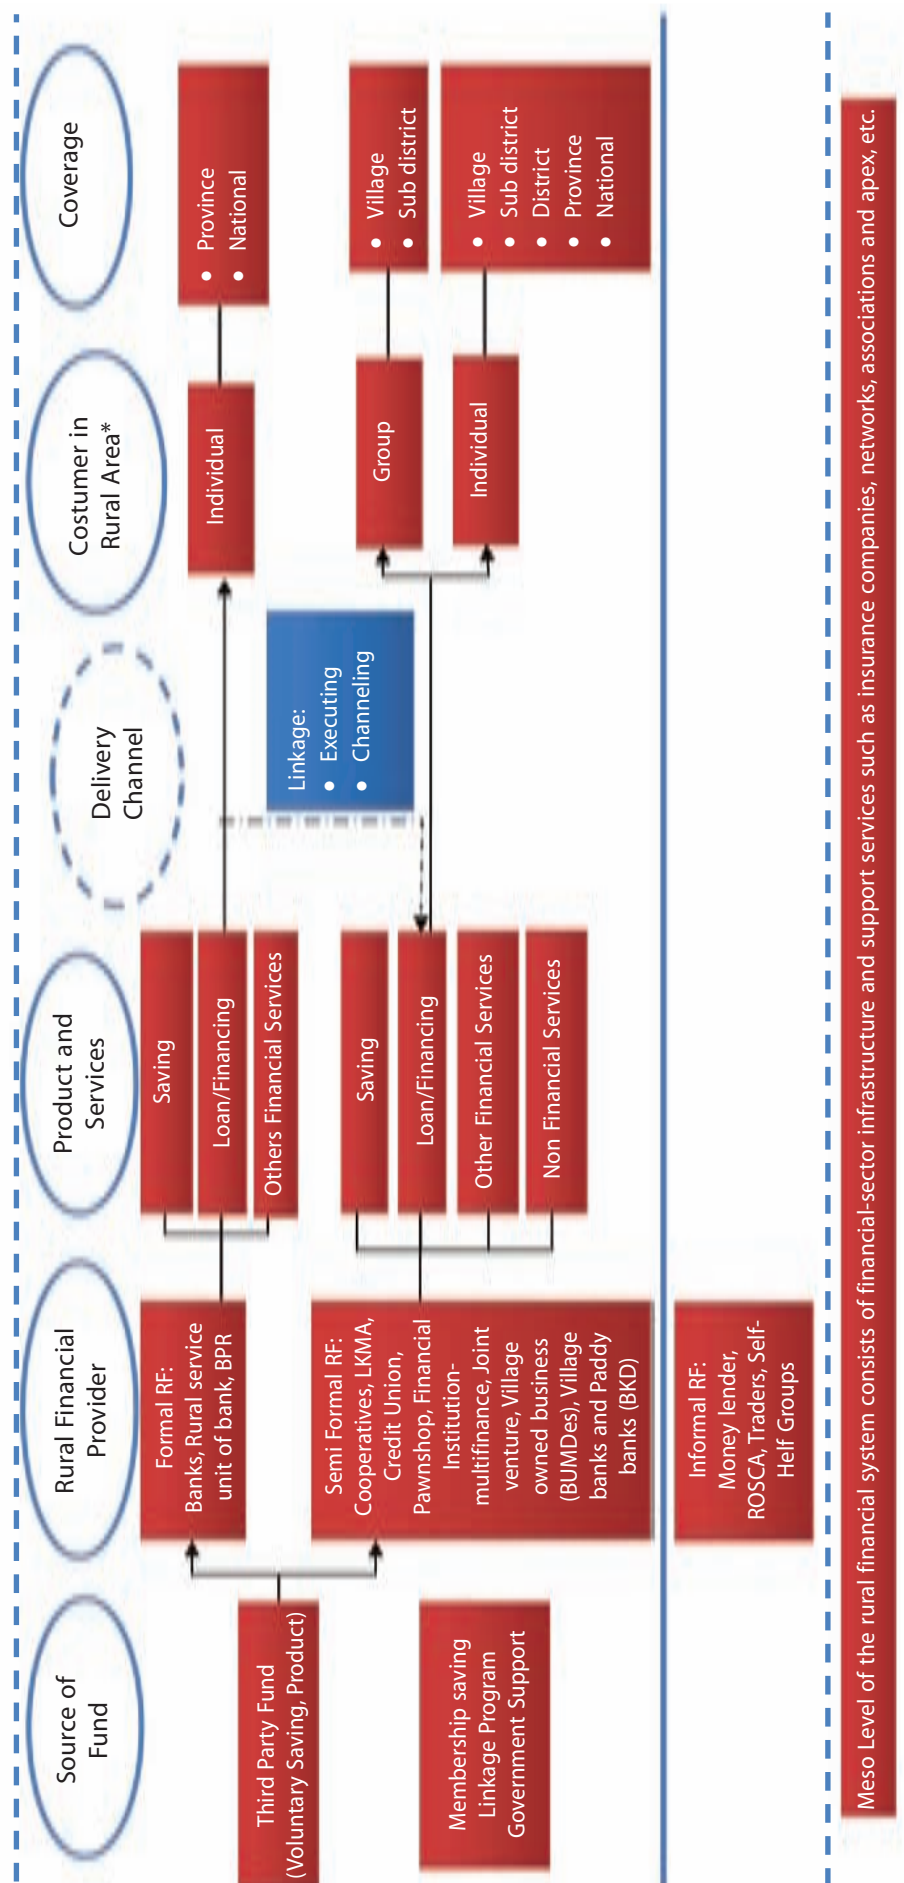 Source of
Fund
Rural Financial
Provider
Product and
Services
Delivery
Channel
Costumer in
Rural Area*
Coverage
Third Party Fund
(Voluntary Saving, Product)
Membership saving
Linkage Program
Government Support
Formal RF:
Banks, Rural service
unit of bank, BPR
Semi Formal RF:
Cooperatives, LKMA,
Credit Union,
Pawnshop, Financial
Institution-
multifinance, Joint
venture, Village
owned business
(BUMDes), Village
banks and Paddy
banks (BKD)
Informal RF:
Money lender,
ROSCA, Traders, Self-
Helf Groups
Saving
Loan/Financing
Others Financial Services
Saving
Loan/Financing
Other Financial Services
Non Financial Services
Linkage:
• Executing
• Channeling
Individual
Group
Individual
• Province
• National
• Village
• Sub district
• Village
• Sub district
• District
• Province
• National
Meso Level of the rural financial system consists of financial-sector infrastructure and support services such as insurance companies, networks, associations and apex, etc.